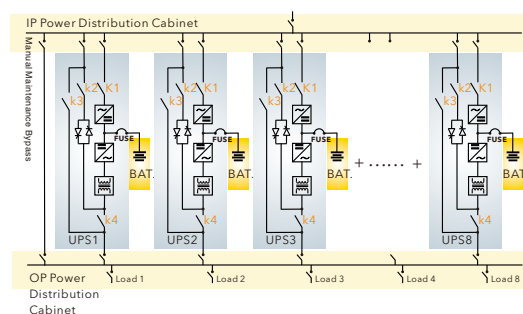 IP Power Distribution Cabinet
Manual Maintenance Bypass
k3
k2
K1
FUSE
BAT.
k4
UPS1
k3
k2
K1
FUSE
BAT.
k4
UPS2
k3
k2
K1
FUSE
BAT.
k4
UPS3
+ ...... +
k3
k2
K1
FUSE
BAT.
k4
UPS8
OP Power
Distribution
Cabinet
Load 1
Load 2
Load 3
Load 4
Load 8